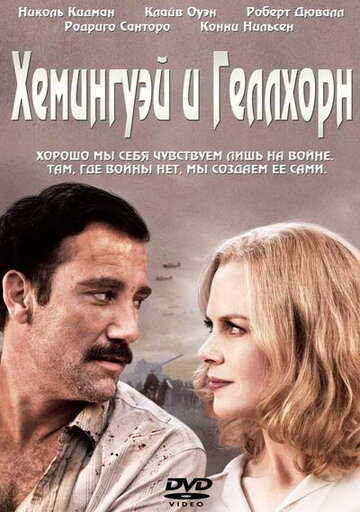 Николь Кидман Клайв Оуэн Роберт Дювалл
Родриго Санторо Конни Нильсен
Хемингуэй и Геллхорн
ХОРОШО МЫ СЕБЯ ЧУВСТВУЕМ ЛИШЬ НА ВОЙНЕ.
ТАМ, ГДЕ ВОЙНЫ НЕТ, МЫ СОЗДАЕМ ЕЕ САМИ.
DVD
VIDEO